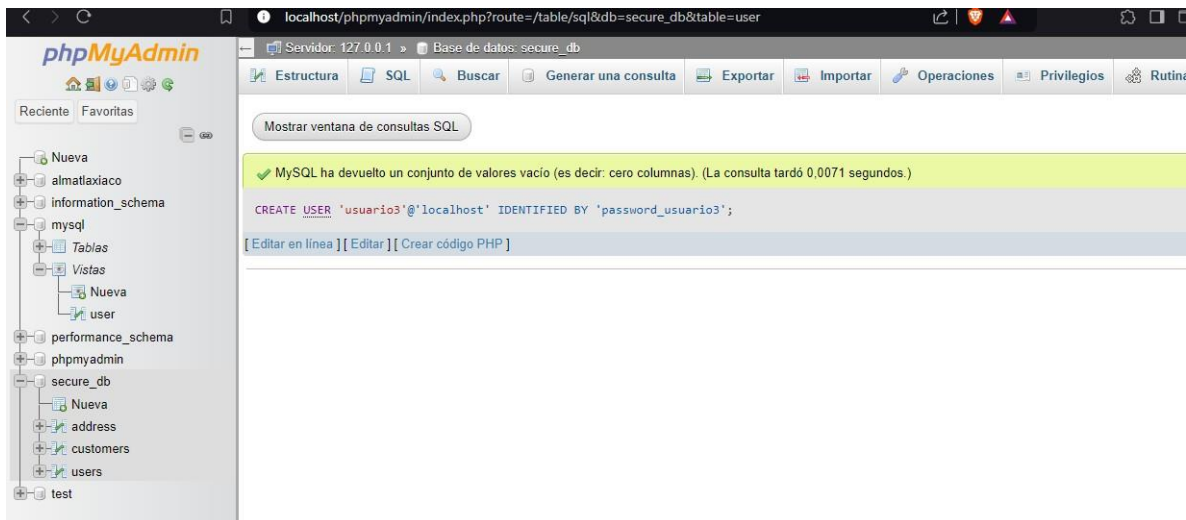 localhost/phpmyadmin/index.php?route=/table/sql&db=secure_db&table=user
phpMyAdmin
Reciente Favoritas
Nueva
almatlaxiaco
information_schema
mysql
Tablas
Vistas
Nueva
user
performance_schema
phpmyadmin
secure_db
Nueva
address
customers
users
test
Servidor: 127.0.0.1 » Base de datos: secure_db
Estructura SQL Buscar Generar una consulta Exportar Importar Operaciones Privilegios Rutina
Mostrar ventana de consultas SQL
MySQL ha devuelto un conjunto de valores vacío (es decir: cero columnas). (La consulta tardó 0,0071 segundos.)
CREATE USER 'usuario3'@'localhost' IDENTIFIED BY 'password_usuario3';
[ Editar en línea ] [ Editar ] [ Crear código PHP ]